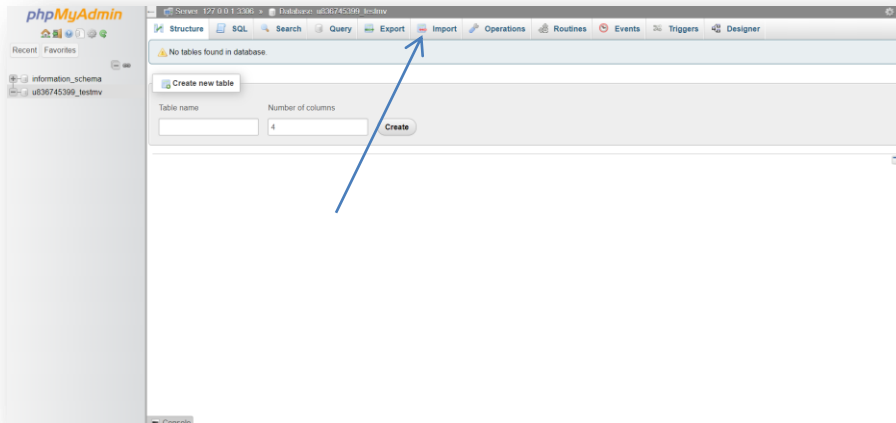 phpMyAdmin
Recent Favorites
information_schema
u836745399_testmv
Server: 127.0.0.1:3306 » Database: u836745399_testmv
Structure SQL Search Query Export Import Operations Routines Events Triggers Designer
No tables found in database.
Create new table
Table name Number of columns
4 Create
Console